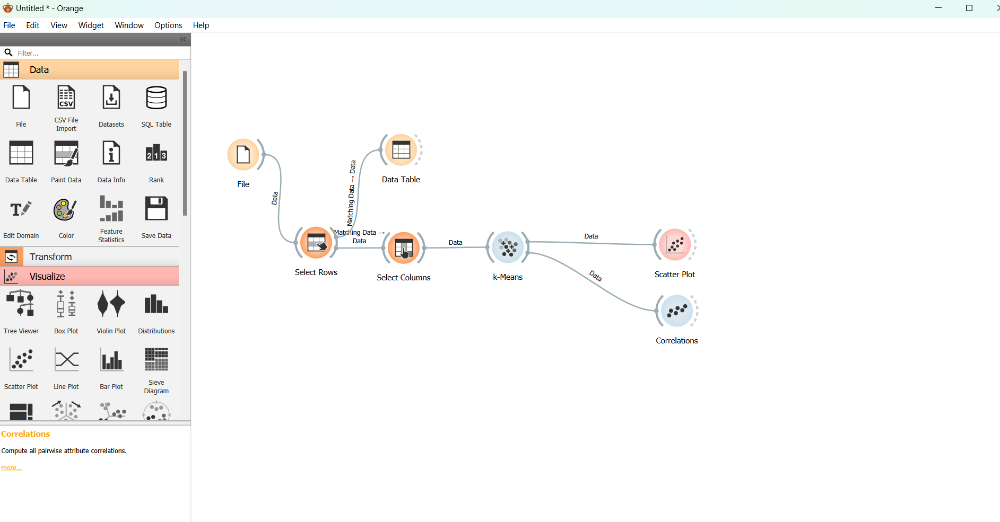 Untitled * - Orange
File Edit View Widget Window Options Help
Filter...
Data
File
CSV
CSV File Import
Datasets
SQL Table
Data Table
Paint Data
Data Info
213
Rank
T
Edit Domain
Color
Feature Statistics
Save Data
Transform
Visualize
Tree Viewer
Box Plot
Violin Plot
Distributions
Scatter Plot
Line Plot
Bar Plot
Sieve Diagram
Correlations
Compute all pairwise attribute correlations.
more...
File
Data
Select Rows
Matching Data → Data
Data Table
Matching Data →
Data
Select Columns
Data
k-Means
Data
Scatter Plot
Data
Correlations